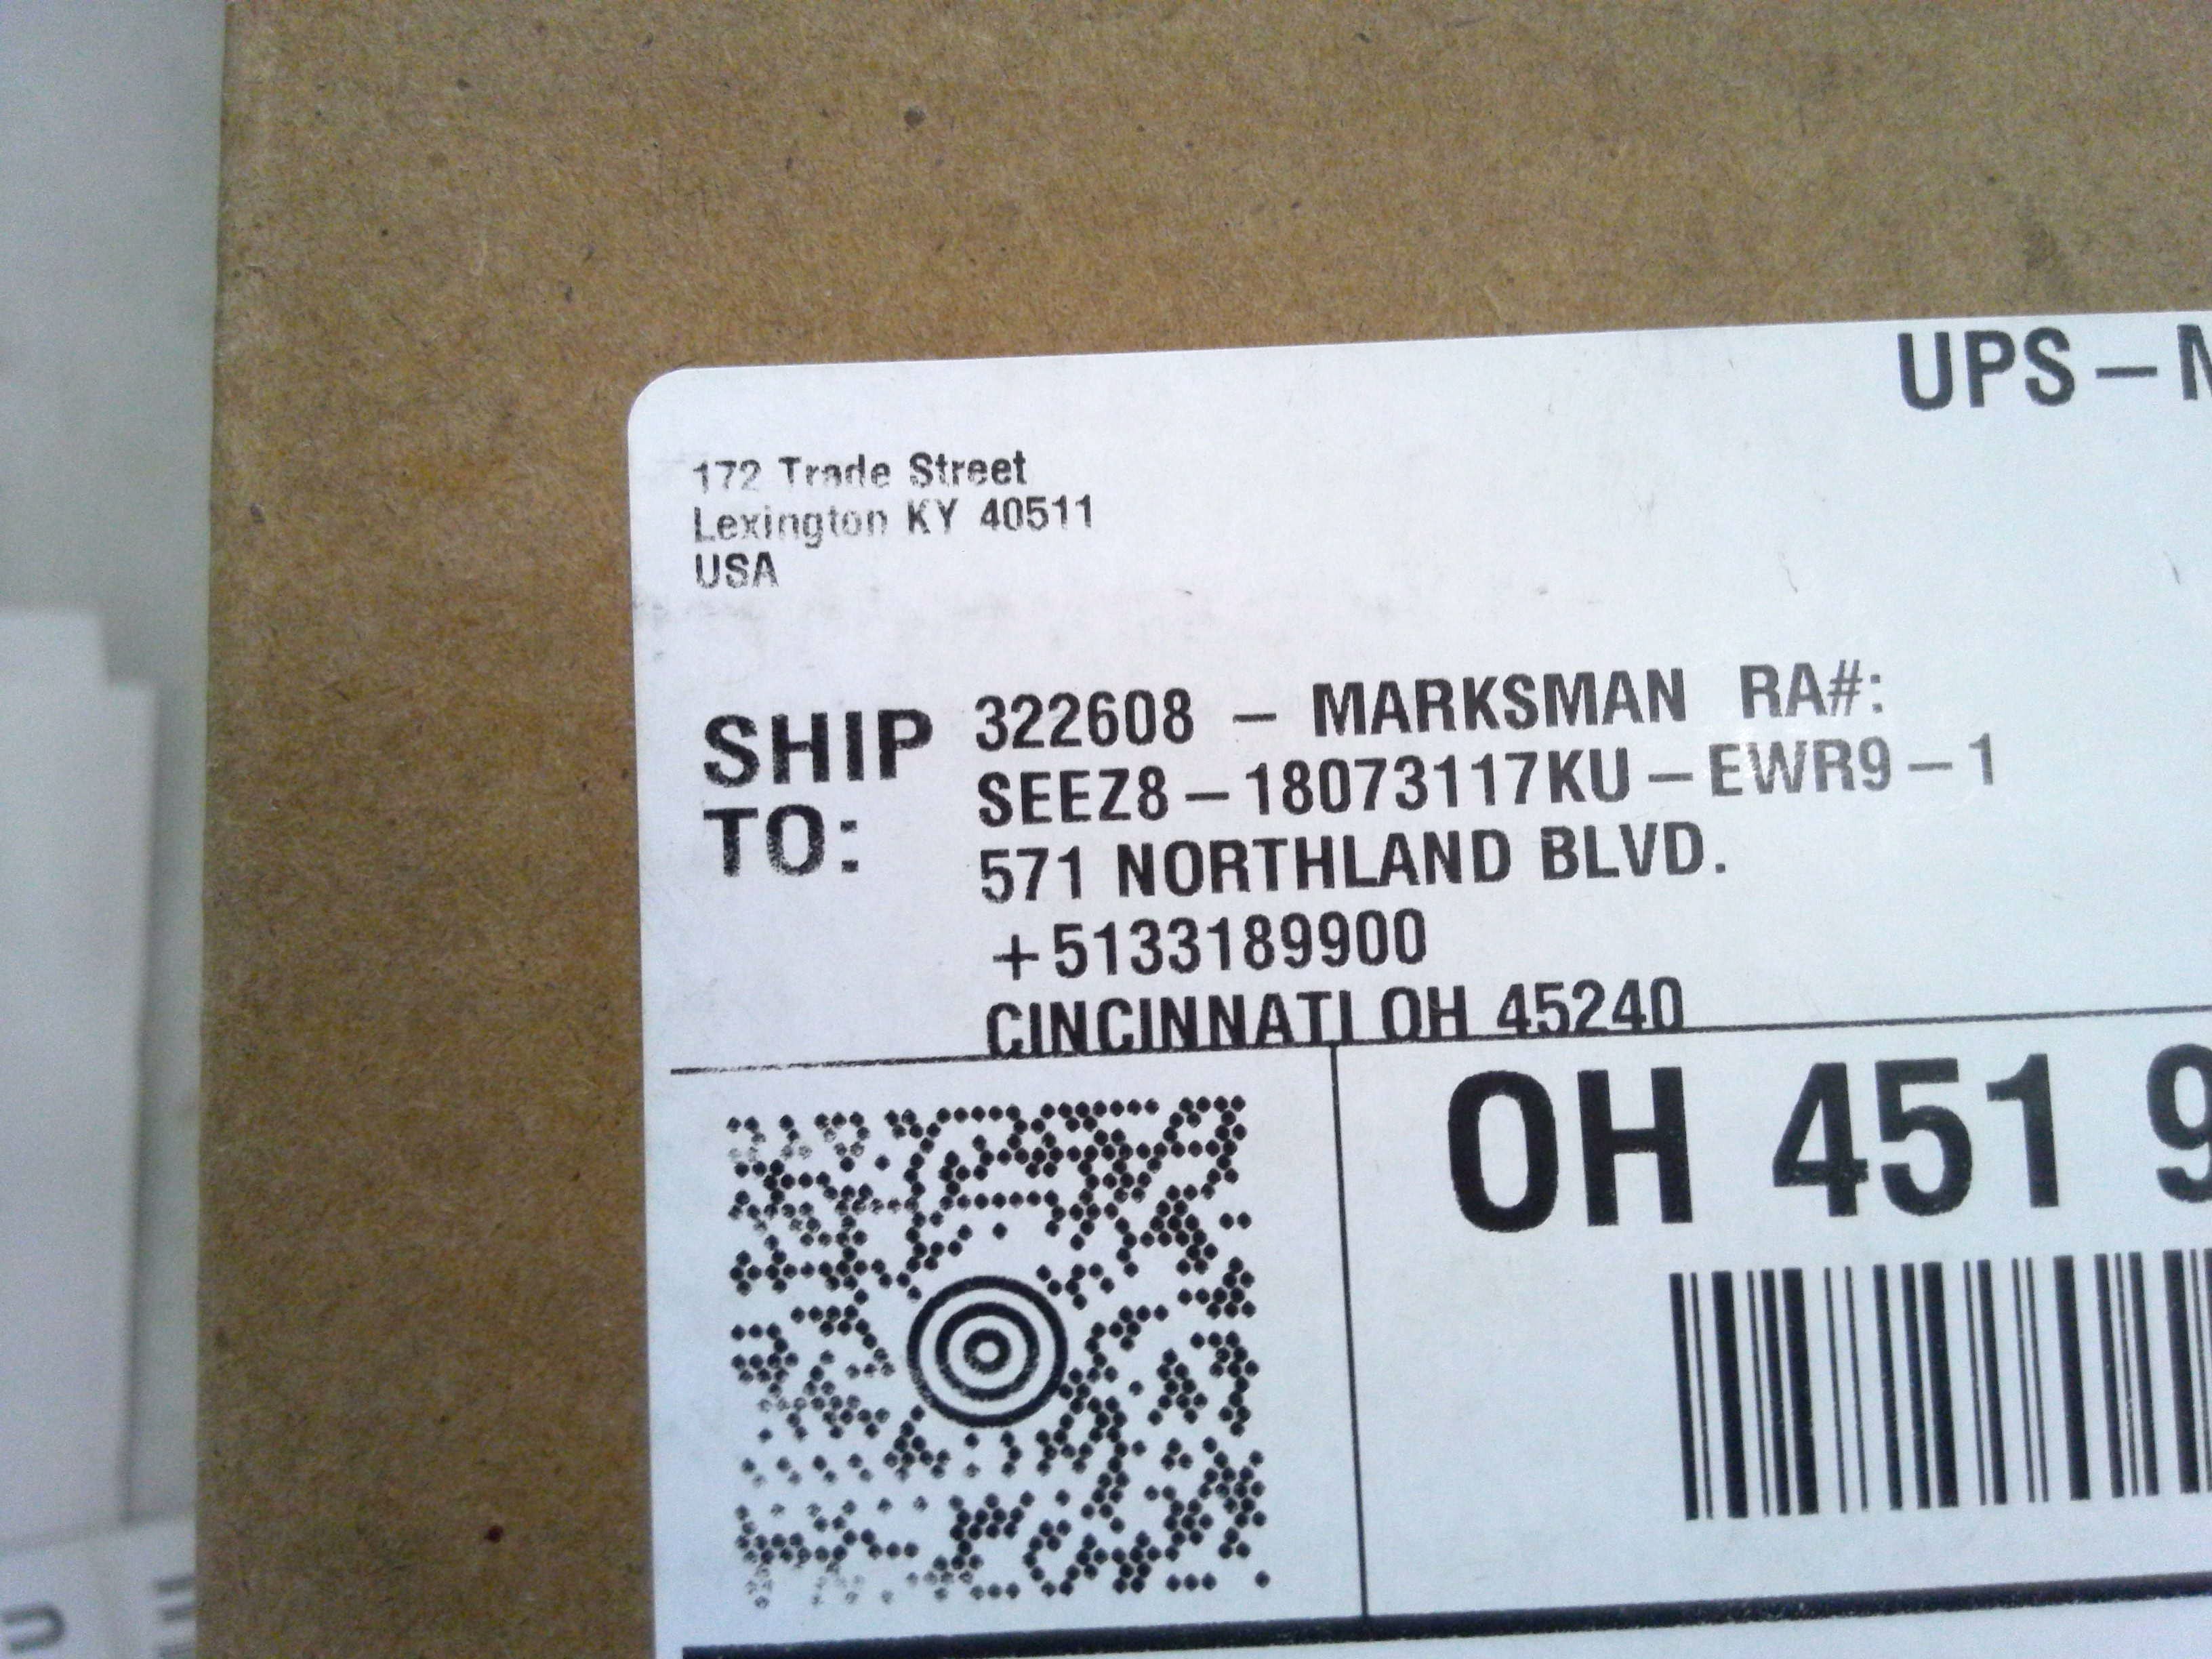 UPS – N
172 Trade Street
Lexington KY 40511
USA
SHIP TO:
322608 – MARKSMAN RA#:
SEEZ8 – 18073117KU – EWR9 – 1
571 NORTHLAND BLVD.
+5133189900
CINCINNATI OH 45240
OH 451 9